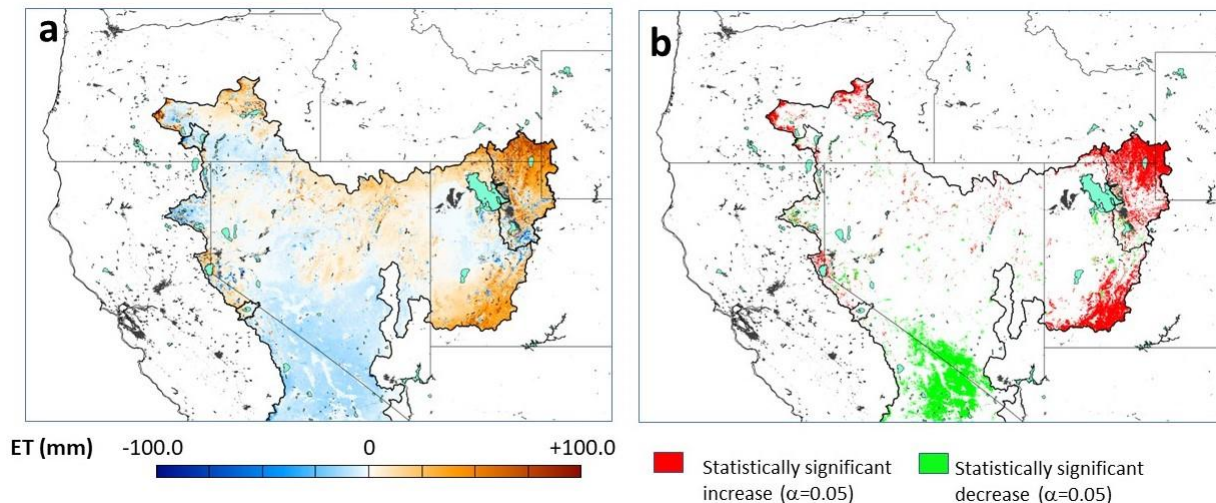 a
b
ET (mm) -100.0 0 +100.0
Statistically significant increase (α=0.05)
Statistically significant decrease (α=0.05)